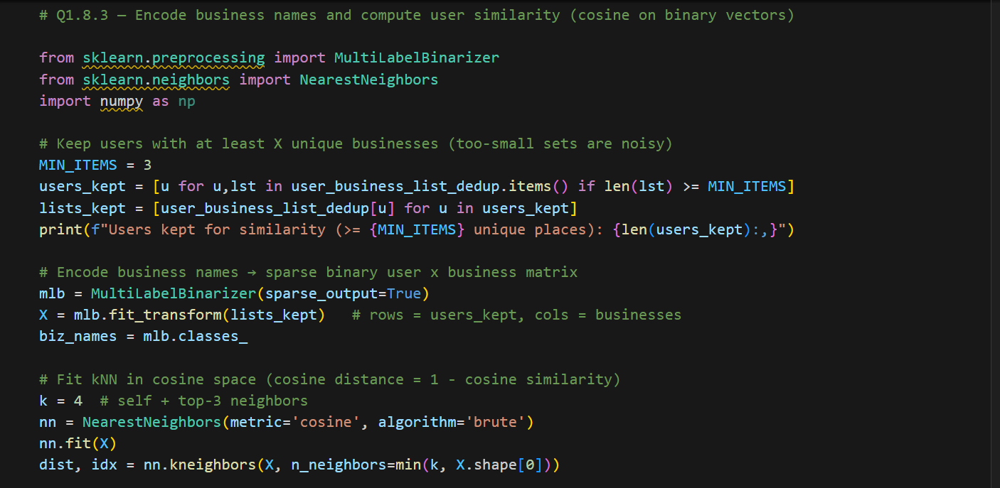 # Q1.8.3 — Encode business names and compute user similarity (cosine on binary vectors)
from sklearn.preprocessing import MultiLabelBinarizer
from sklearn.neighbors import NearestNeighbors
import numpy as np
# Keep users with at least X unique businesses (too-small sets are noisy)
MIN_ITEMS = 3
users_kept = [u for u,lst in user_business_list_dedup.items() if len(lst) >= MIN_ITEMS]
lists_kept = [user_business_list_dedup[u] for u in users_kept]
print(f"Users kept for similarity (>= {MIN_ITEMS} unique places): {len(users_kept):,}")
# Encode business names → sparse binary user x business matrix
mlb = MultiLabelBinarizer(sparse_output=True)
X = mlb.fit_transform(lists_kept)   # rows = users_kept, cols = businesses
biz_names = mlb.classes_
# Fit kNN in cosine space (cosine distance = 1 - cosine similarity)
k = 4  # self + top-3 neighbors
nn = NearestNeighbors(metric='cosine', algorithm='brute')
nn.fit(X)
dist, idx = nn.kneighbors(X, n_neighbors=min(k, X.shape[0]))